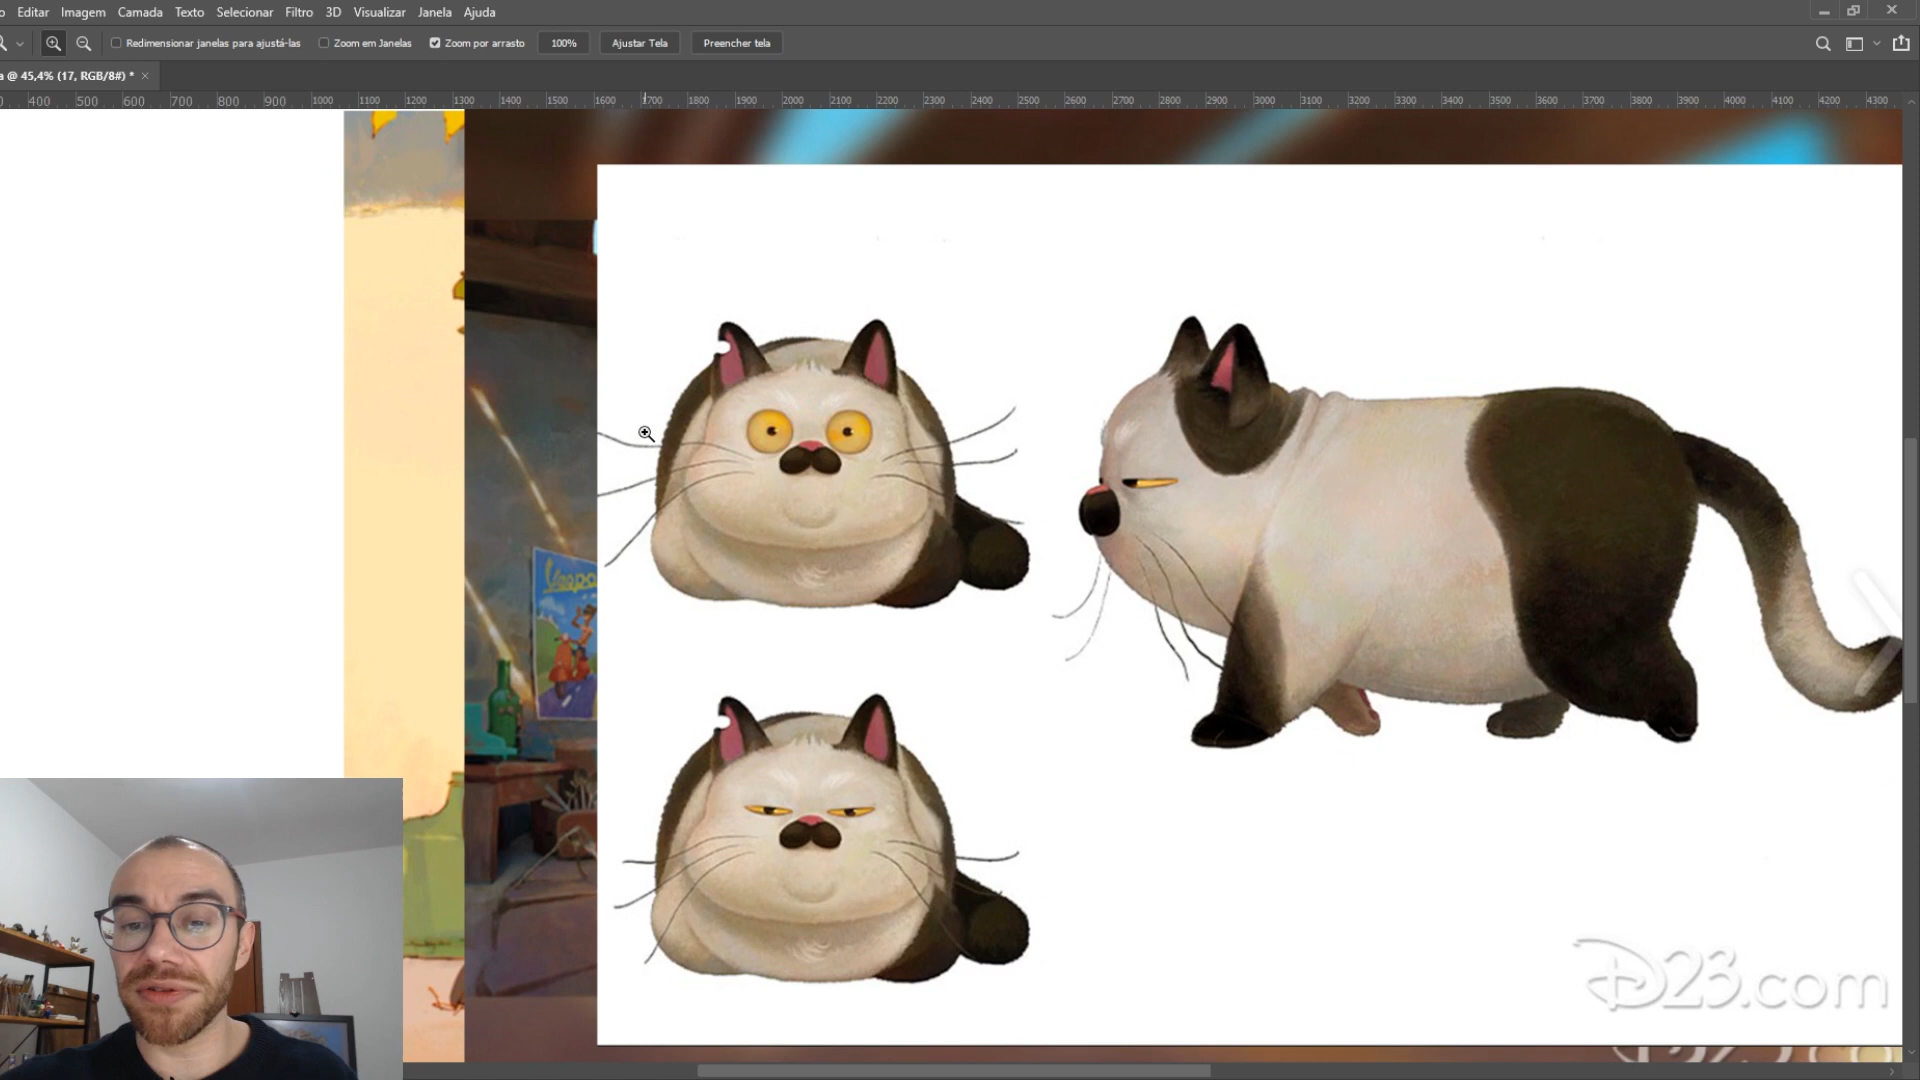 o Editar Imagem Camada Texto Selecionar Filtro 3D Visualizar Janela Ajuda
Redimensionar janelas para ajustá-las Zoom em Janelas Zoom por arrasto 100% Ajustar Tela Preencher tela
a @ 45,4% (17, RGB/8#) * ×
400 500 600 700 800 900 1000 1100 1200 1300 1400 1500 1600 1700 1800 1900 2000 2100 2200 2300 2400 2500 2600 2700 2800 2900 3000 3100 3200 3300 3400 3500 3600 3700 3800 3900 4000 4100 4200 4300
Vespa
D23.com